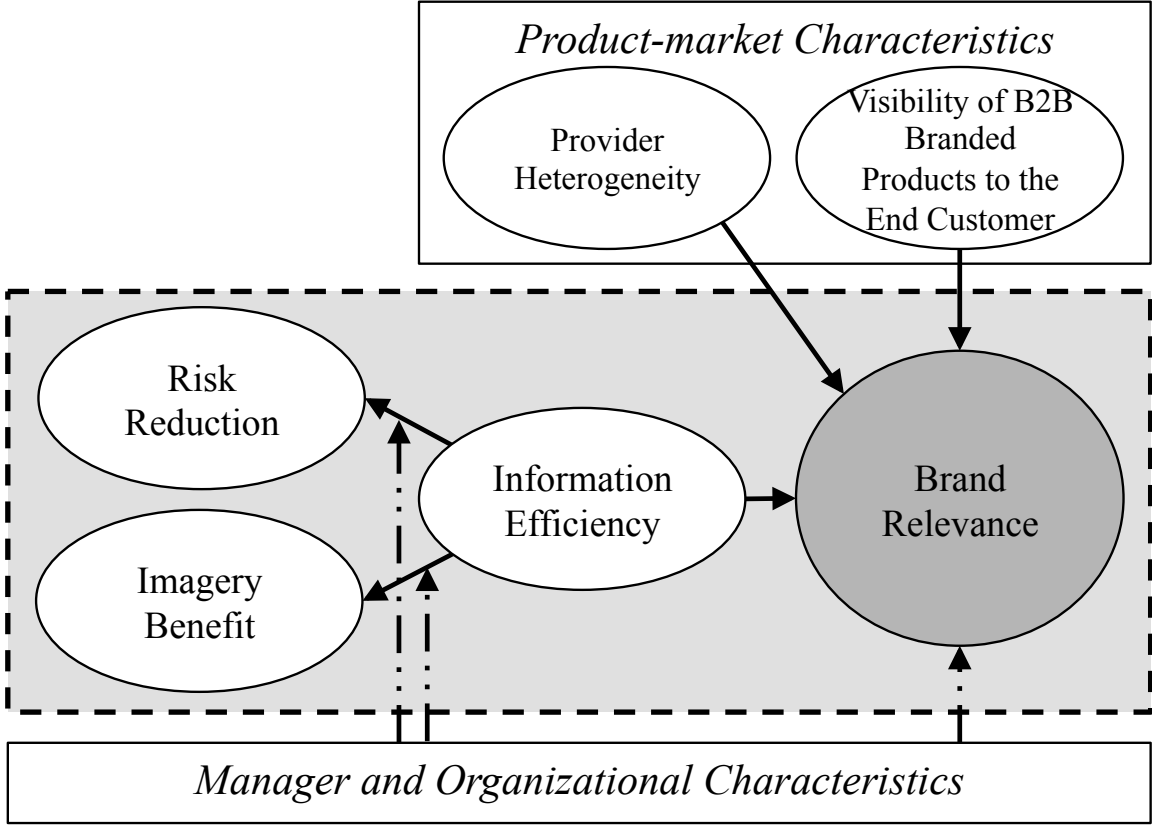 Product-market Characteristics
Provider
Heterogeneity
Visibility of B2B
Branded
Products to the
End Customer
Risk
Reduction
Information
Efficiency
Brand
Relevance
Imagery
Benefit
Manager and Organizational Characteristics